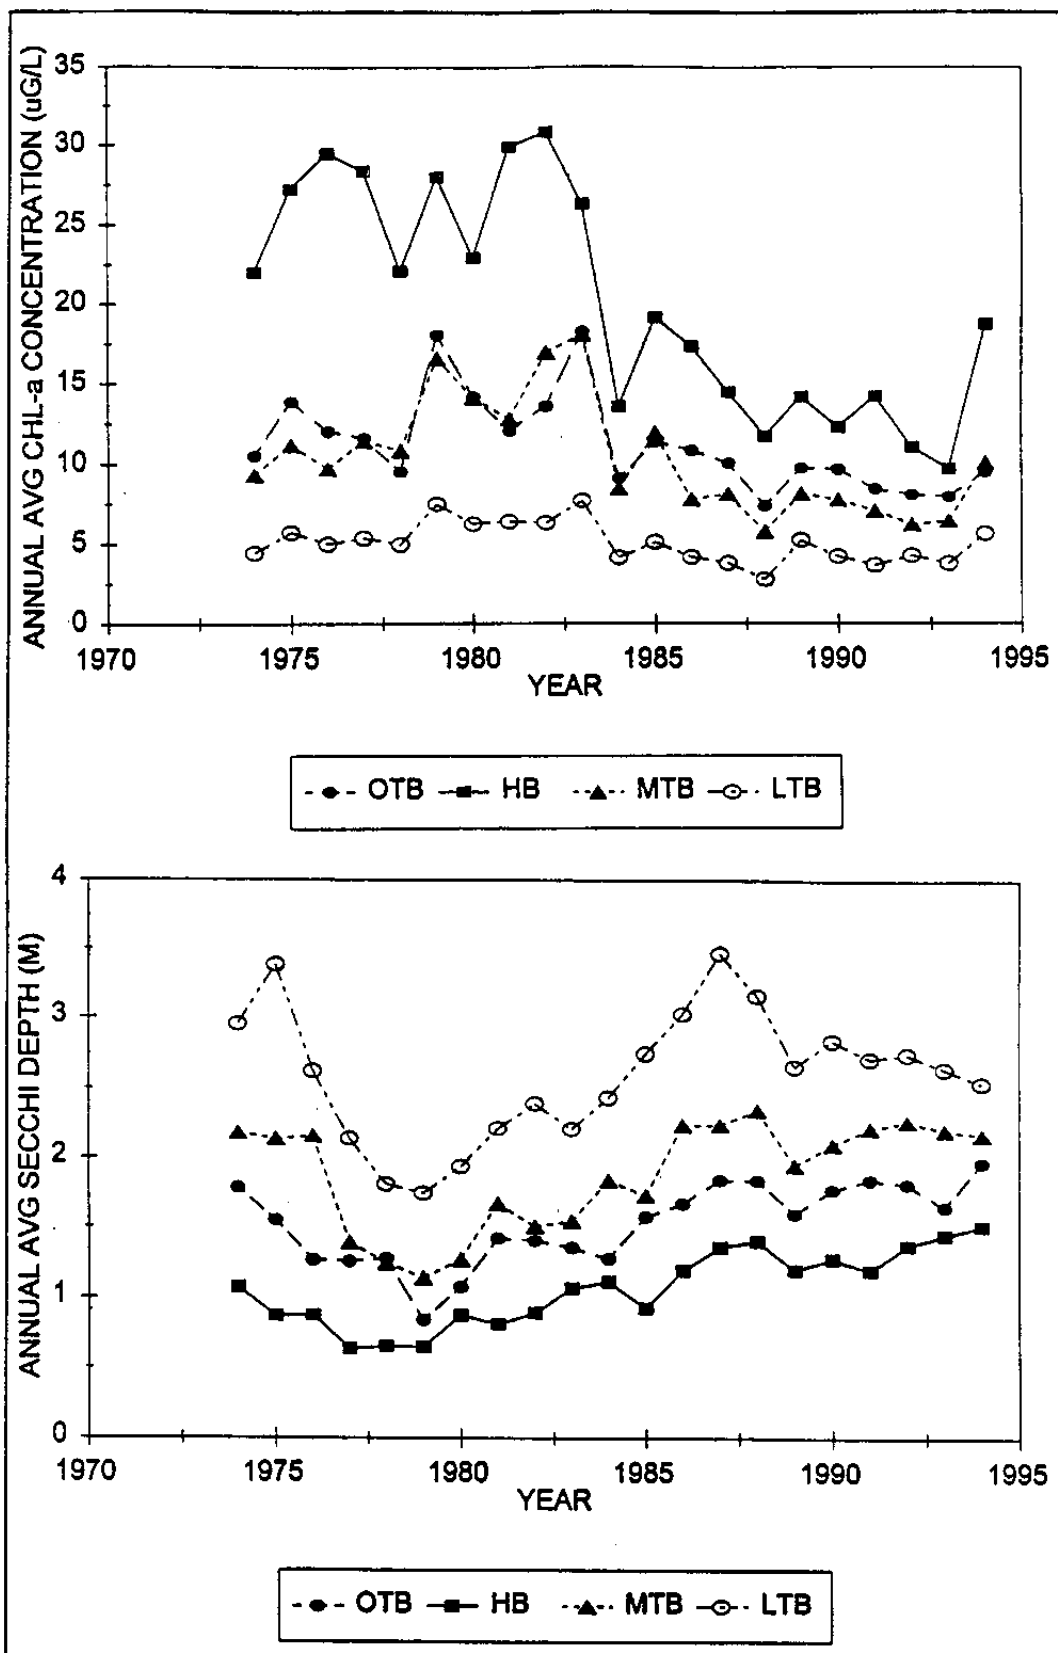 ANNUAL AVG CHL-a CONCENTRATION (uG/L)
35
30
25
20
15
10
5
0
1970 1975 1980 1985 1990 1995
YEAR
OTB HB MTB LTB
ANNUAL AVG SECCHI DEPTH (M)
4
3
2
1
0
1970 1975 1980 1985 1990 1995
YEAR
OTB HB MTB LTB